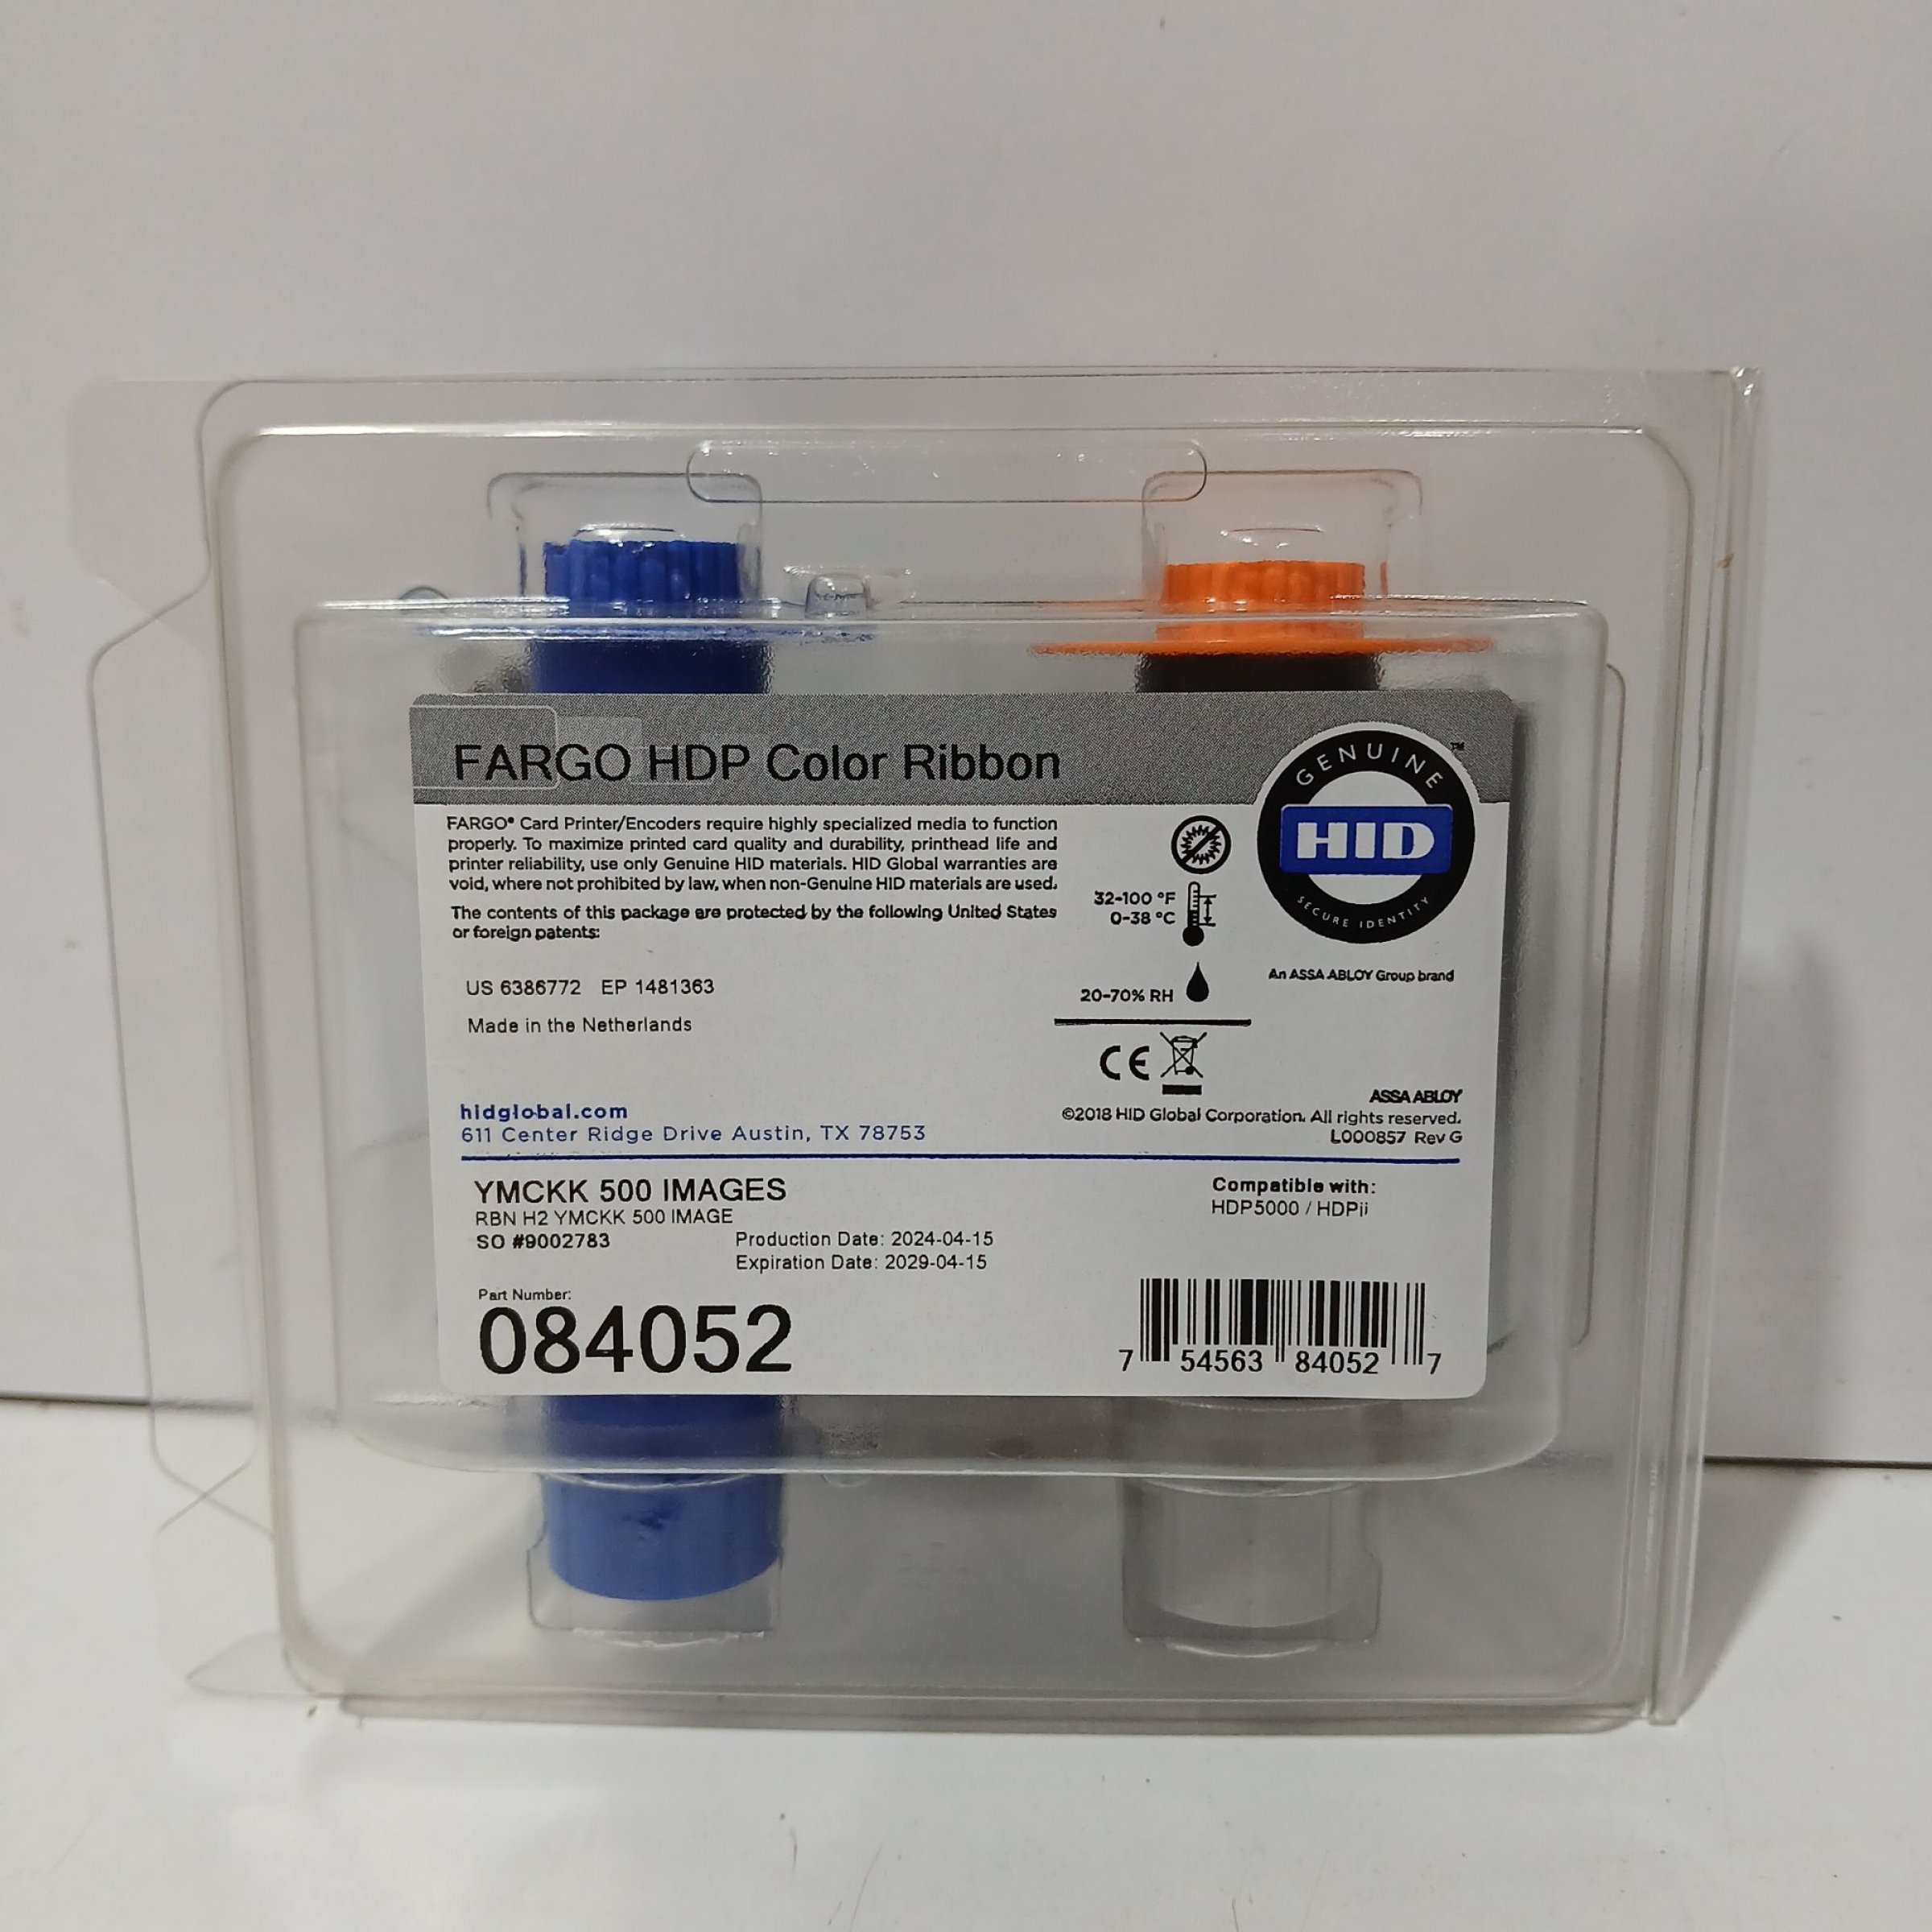 FARGO HDP Color Ribbon
GENUINE
™
HID
SECURE IDENTITY
An ASSA ABLOY Group brand
FARGO® Card Printer/Encoders require highly specialized media to function
properly. To maximize printed card quality and durability, printhead life and
printer reliability, use only Genuine HID materials. HID Global warranties are
void, where not prohibited by law, when non-Genuine HID materials are used.
The contents of this package are protected by the following United States
or foreign patents:
32-100 °F
0-38 °C
20-70% RH
US 6386772 EP 1481363
Made in the Netherlands
CE
hidglobal.com
611 Center Ridge Drive Austin, TX 78753
ASSA ABLOY
©2018 HID Global Corporation. All rights reserved.
L000857 Rev G
YMCKK 500 IMAGES
RBN H2 YMCKK 500 IMAGE
SO #9002783
Production Date: 2024-04-15
Expiration Date: 2029-04-15
Compatible with:
HDP5000 / HDPii
Part Number:
084052
7 54563 84052 7